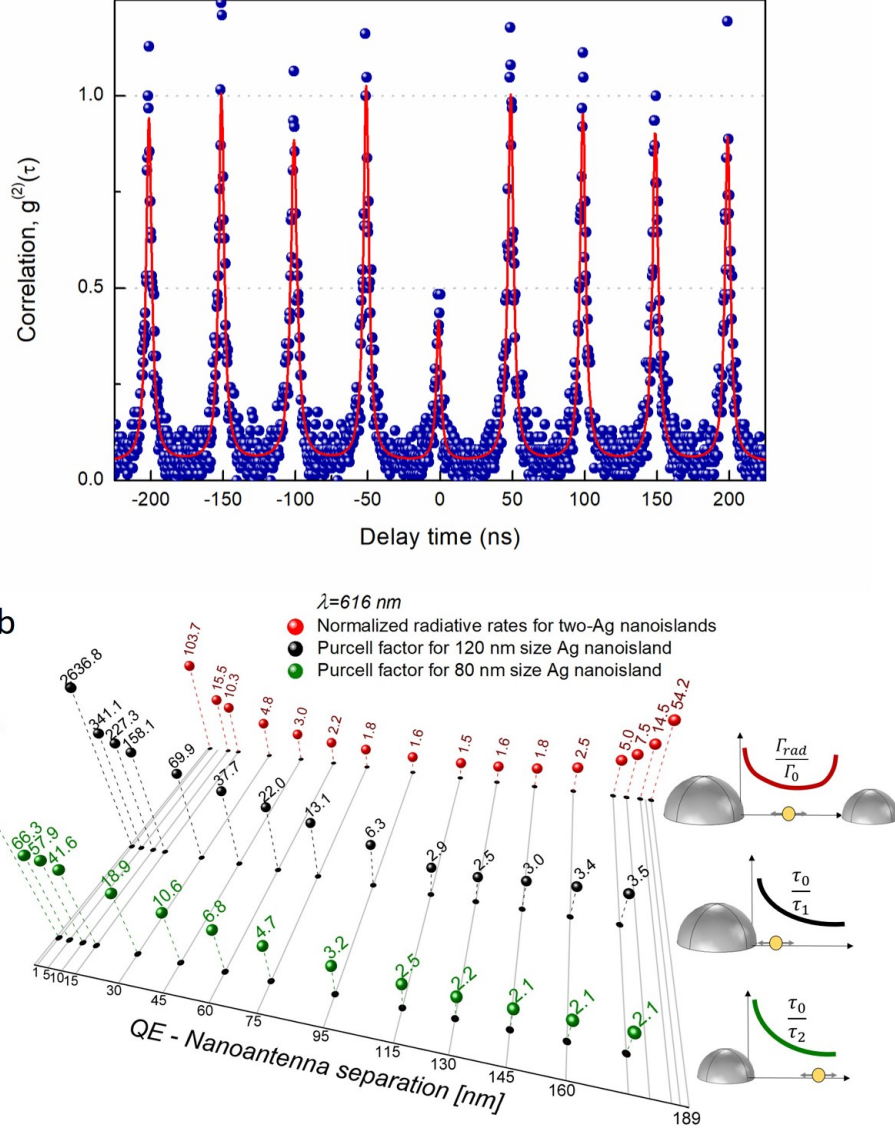 Correlation, g(2)(τ)
1.0
0.5
0.0
-200 -150 -100 -50 0 50 100 150 200
Delay time (ns)
b
λ=616 nm
Normalized radiative rates for two-Ag nanoislands
Purcell factor for 120 nm size Ag nanoisland
Purcell factor for 80 nm size Ag nanoisland
103.7 15.5 10.3 4.8 3.0 2.2 1.8 1.6 1.5 1.6 1.8 2.5 5.0 7.5 14.5 54.2
2636.8 341.1 227.3 158.1 69.9 37.7 22.0 13.1 6.3 2.9 2.5 3.0 3.4 3.5
66.3 57.9 41.6 18.9 10.6 6.8 4.7 3.2 2.5 2.2 2.1 2.1 2.1
1 5 10 15 30 45 60 75 95 115 130 145 160 189
QE - Nanoantenna separation [nm]
Γrad
Γ0
τ0
τ1
τ0
τ2